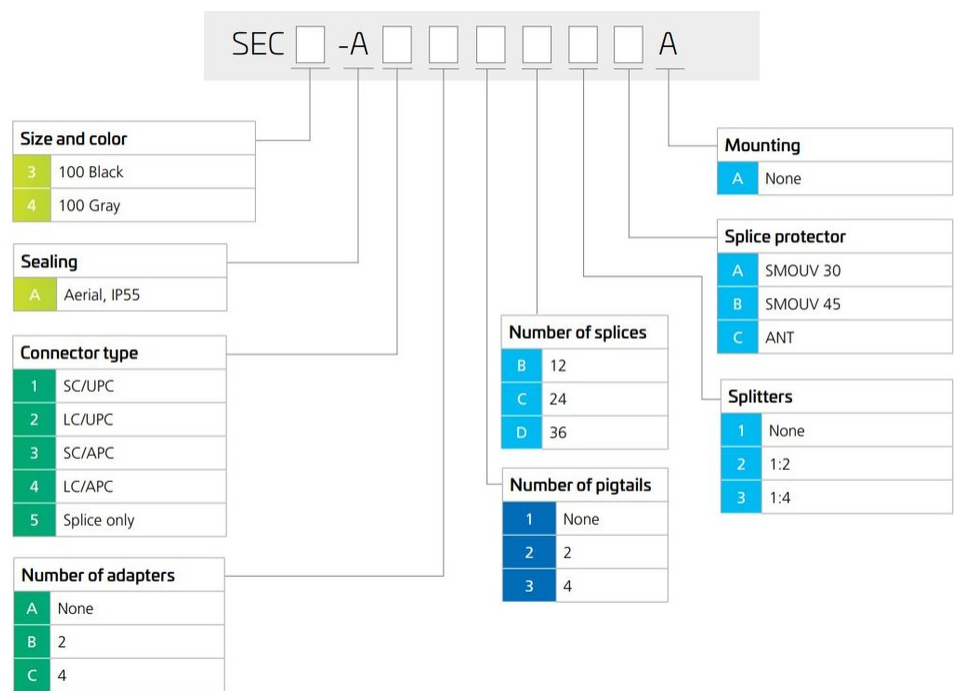 SEC -A A
Size and color
3 100 Black
4 100 Gray
Sealing
A Aerial, IP55
Connector type
1 SC/UPC
2 LC/UPC
3 SC/APC
4 LC/APC
5 Splice only
Number of adapters
A None
B 2
C 4
Number of splices
B 12
C 24
D 36
Number of pigtails
1 None
2 2
3 4
Mounting
A None
Splice protector
A SMOUV 30
B SMOUV 45
C ANT
Splitters
1 None
2 1:2
3 1:4